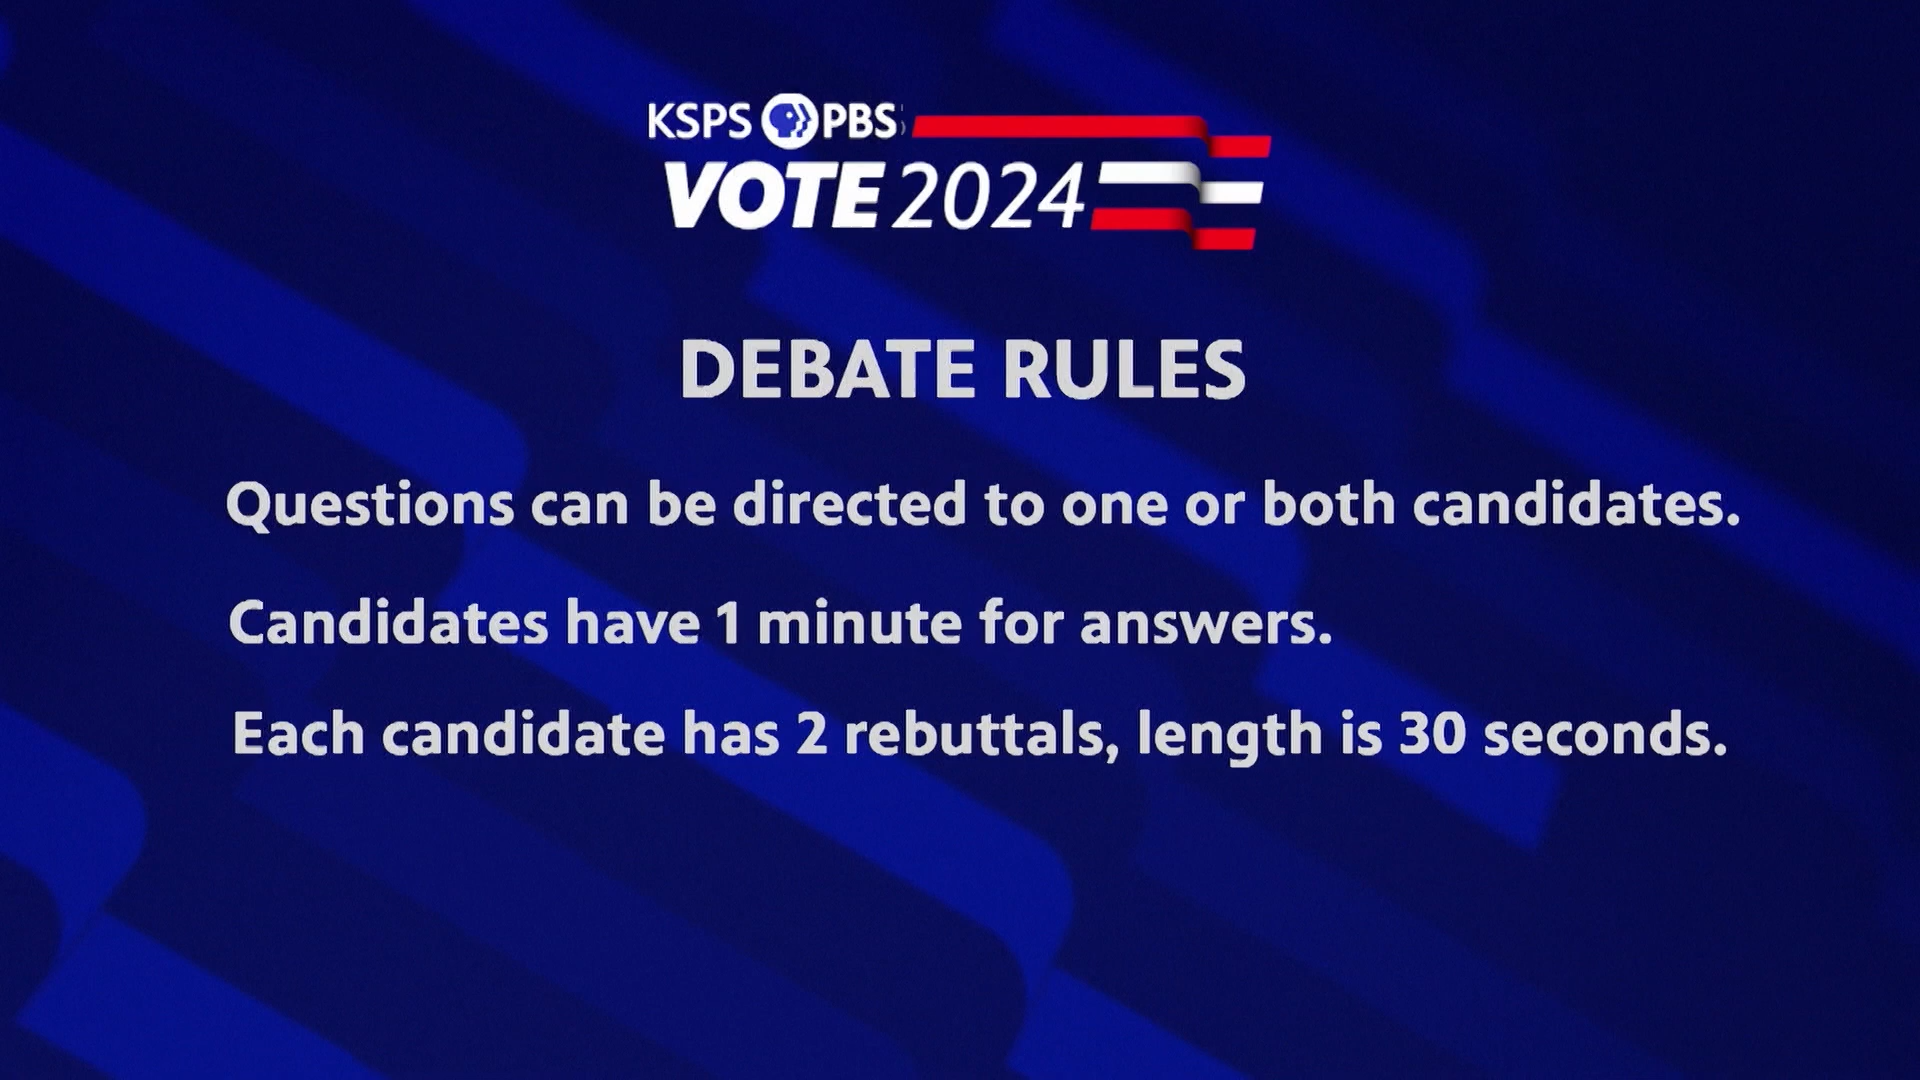 KSPS PBS
VOTE 2024
DEBATE RULES
Questions can be directed to one or both candidates.
Candidates have 1 minute for answers.
Each candidate has 2 rebuttals, length is 30 seconds.